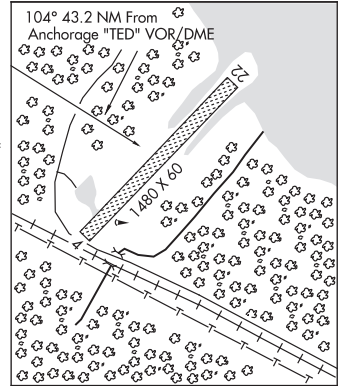 104° 43.2 NM From
Anchorage "TED" VOR/DME
22
1480 X 60
4